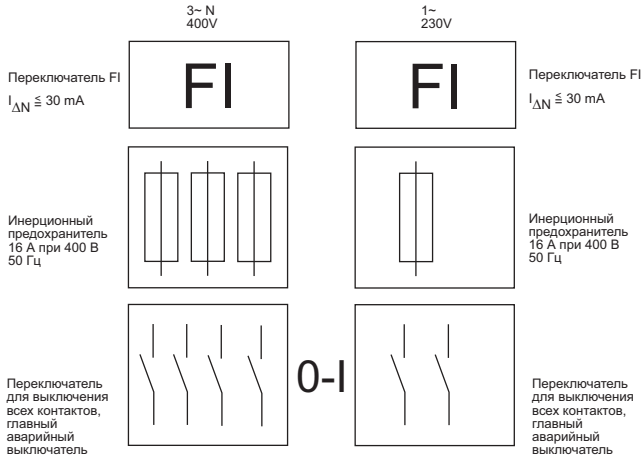 3~ N
400V
1~
230V
Переключатель FI
I ΔN ≦ 30 mA
FI
FI
Переключатель FI
I ΔN ≦ 30 mA
Инерционный
предохранитель
16 А при 400 В
50 Гц
Инерционный
предохранитель
16 А при 400 В
50 Гц
Переключатель
для выключения
всех контактов,
главный
аварийный
выключатель
0-I
Переключатель
для выключения
всех контактов,
главный
аварийный
выключатель